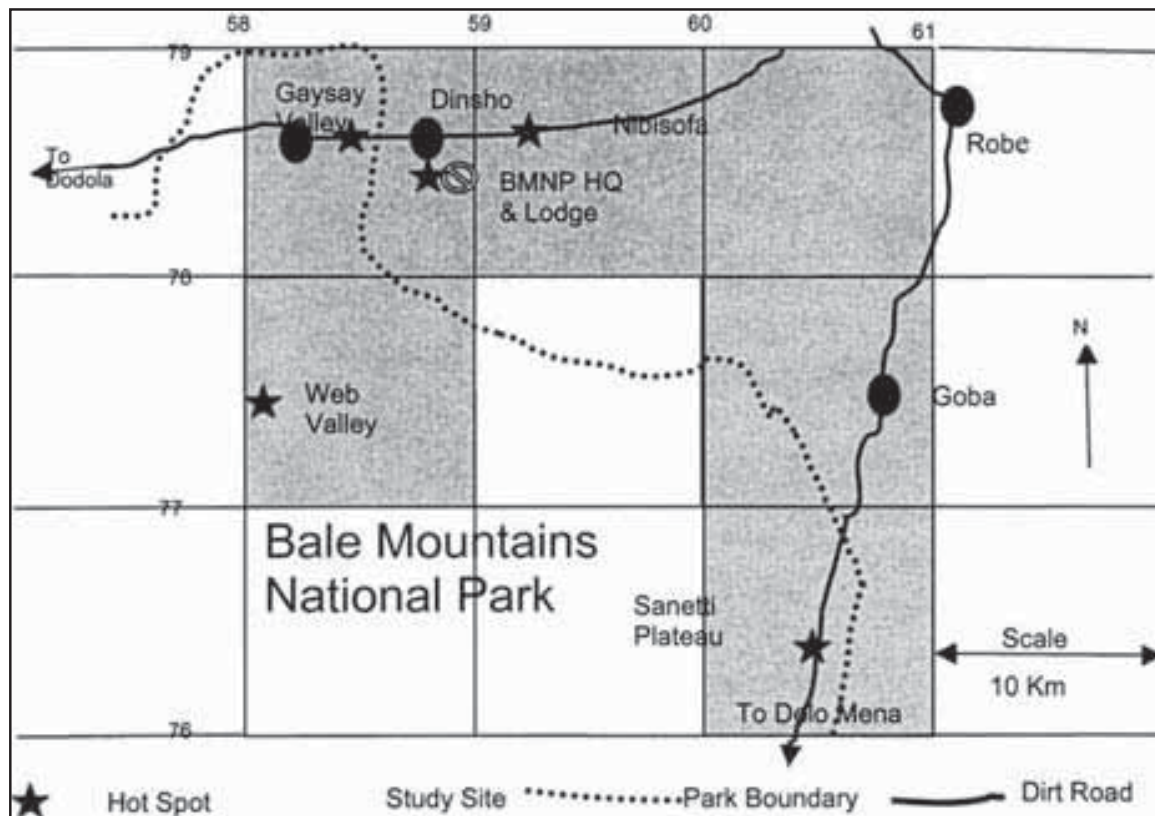 58
59
60
61
79
Gaysay
Valley
Dinsho
Nibisofa
Robe
To
Dodola
BMNP HQ
& Lodge
78
N
Web
Valley
Goba
77
Bale Mountains
National Park
Sanetti
Plateau
Scale
10 Km
To Dolo Mena
76
Hot Spot
Study Site
Park Boundary
Dirt Road